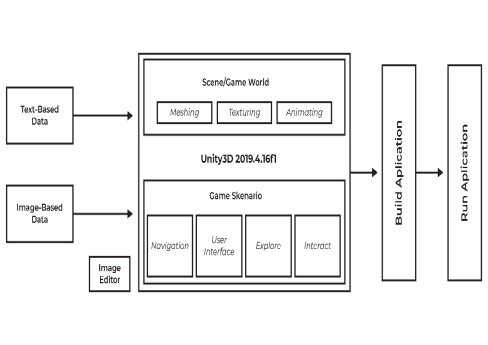 Text-Based
Data
Image-Based
Data
Image
Editor
Scene/Game World
Meshing
Texturing
Animating
Unity3D 2019.4.16f1
Game Skenario
Navigation
User
Interface
Explore
Interact
Build Aplication
Run Aplication